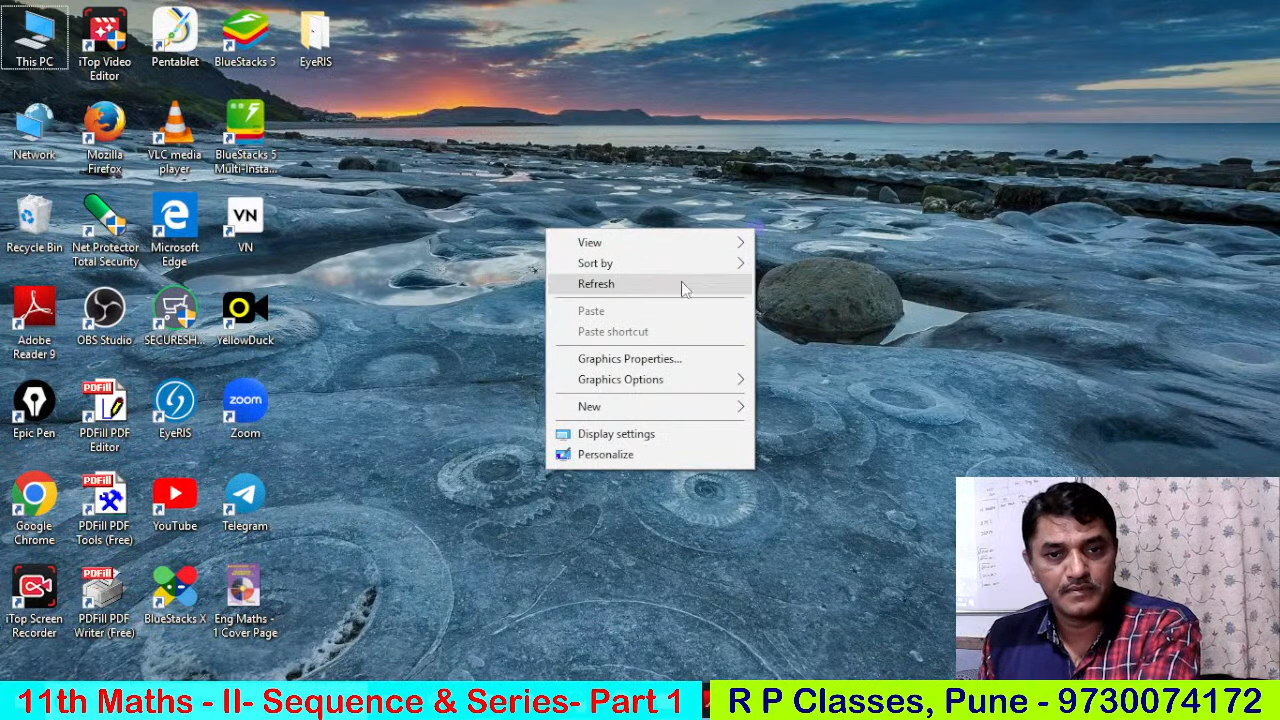 This PC
iTop Video
Editor
Pentablet
BlueStacks 5
EyeRIS
Network
Mozilla
Firefox
VLC media
player
BlueStacks 5
Multi-Insta...
Recycle Bin
Net Protector
Total Security
Microsoft
Edge
VN
VN
Adobe
Reader 9
OBS Studio
SECURESH...
YellowDuck
Epic Pen
PDFill
PDFill PDF
Editor
EyeRIS
zoom
Zoom
Google
Chrome
PDFill
PDFill PDF
Tools (Free)
YouTube
Telegram
iTop Screen
Recorder
PDFill
PDFill PDF
Writer (Free)
BlueStacks X
Eng Maths -
1 Cover Page
View
Sort by
Refresh
Paste
Paste shortcut
Graphics Properties...
Graphics Options
New
Display settings
Personalize
11th Maths - II- Sequence & Series- Part 1
R P Classes, Pune - 9730074172